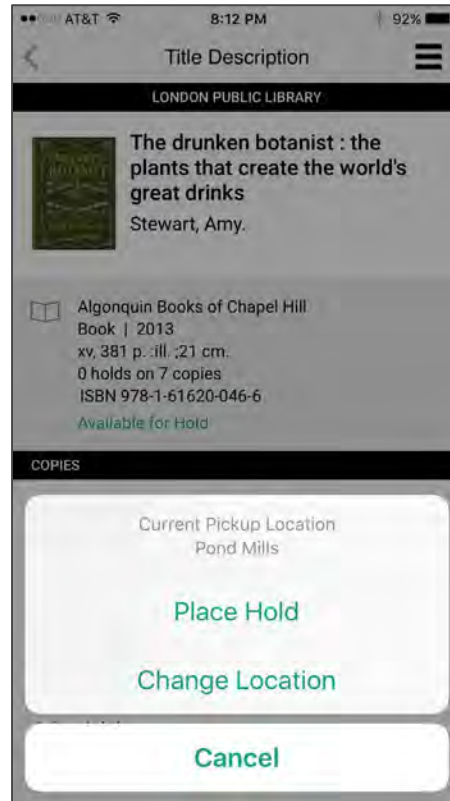 AT&T 8:12 PM 92%
Title Description
LONDON PUBLIC LIBRARY
The drunken botanist : the
plants that create the world's
great drinks
Stewart, Amy.
Algonquin Books of Chapel Hill
Book | 2013
xv, 381 p. :ill. ;21 cm.
0 holds on 7 copies
ISBN 978-1-61620-046-6
Available for Hold
COPIES
Current Pickup Location
Pond Mills
Place Hold
Change Location
Cancel